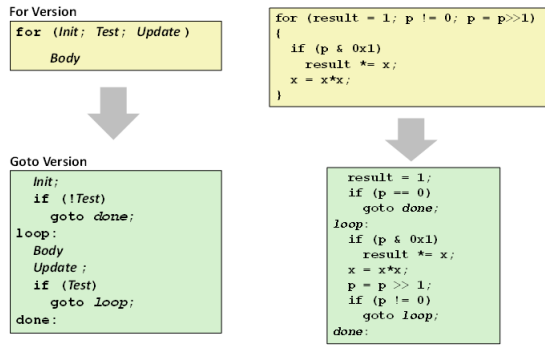 For Version
for (Init; Test; Update )
Body
Goto Version
Init;
if (!Test)
goto done;
loop:
Body
Update ;
if (Test)
goto loop;
done:
for (result = 1; p != 0; p = p>>1)
{
if (p & 0x1)
result *= x;
x = x*x;
}
result = 1;
if (p == 0)
goto done;
loop:
if (p & 0x1)
result *= x;
x = x*x;
p = p >> 1;
if (p != 0)
goto loop;
done: